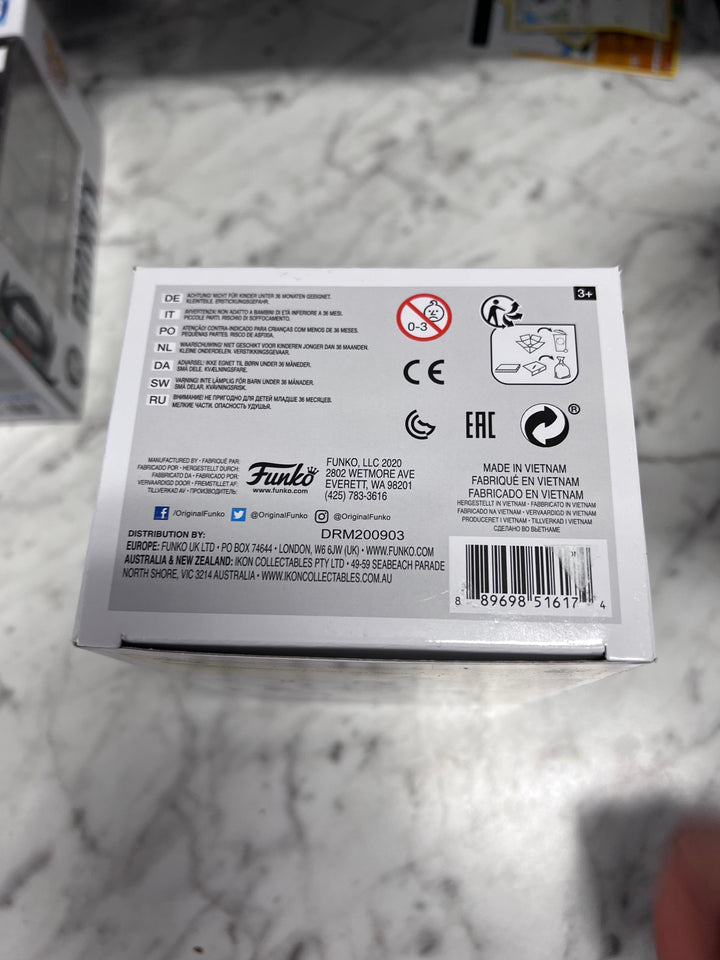 3+
DE ACHTUNG! NICHT FÜR KINDER UNTER 36 MONATEN GEEIGNET.
KLEINTEILE. ERSTICKUNGSGEFAHR.
IT AVVERTENZA! NON ADATTO A BAMBINI DI ETÀ INFERIORE A 36 MESI.
PICCOLE PARTI. RISCHIO DI SOFFOCAMENTO.
PO ATENÇÃO! CONTRA-INDICADO PARA CRIANÇAS COM MENOS DE 36 MESES.
PEQUENAS PARTES. RISCO DE ASFIXIA.
NL WAARSCHUWING! NIET GESCHIKT VOOR KINDEREN JONGER DAN 36 MAANDEN.
KLEINE ONDERDELEN. VERSTIKKINGSGEVAAR.
DA ADVARSEL! IKKE EGNET TIL BØRN UNDER 36 MÅNEDER.
SMÅ DELE. KVÆLNINGSFARE.
SW VARNING! INTE LÄMPLIG FÖR BARN UNDER 36 MÅNADER.
SMÅ DELAR. KVÄVNINGSRISK.
RU ВНИМАНИЕ! НЕ ПРИГОДНО ДЛЯ ДЕТЕЙ МЛАДШЕ 36 МЕСЯЦЕВ.
МЕЛКИЕ ЧАСТИ. ОПАСНОСТЬ УДУШЬЯ.
0-3
CE
EAC
®
MANUFACTURED BY • FABRIQUÉ PAR:
FABRICADO POR • HERGESTELLT DURCH:
FABBRICATO DA • FABRICADO POR:
VERVAARDIGD DOOR • FREMSTILLET AF:
TILLVERKAD AV • ПРОИЗВОДИТЕЛЬ:
Funko
www.funko.com
FUNKO, LLC 2020
2802 WETMORE AVE
EVERETT, WA 98201
(425) 783-3616
/OriginalFunko @OriginalFunko @OriginalFunko
DRM200903
DISTRIBUTION BY:
EUROPE: FUNKO UK LTD • PO BOX 74644 • LONDON, W6 6JW (UK) • WWW.FUNKO.COM
AUSTRALIA & NEW ZEALAND: IKON COLLECTABLES PTY LTD • 49-59 SEABEACH PARADE
NORTH SHORE, VIC 3214 AUSTRALIA • WWW.IKONCOLLECTABLES.COM.AU
MADE IN VIETNAM
FABRIQUÉ EN VIETNAM
FABRICADO EN VIETNAM
HERGESTELLT IN VIETNAM • FABBRICATO IN VIETNAM
FABRICADO NA VIETNAM • VERVAARDIGD IN VIETNAM
PRODUCERET I VIETNAM • TILLVERKAD I VIETNAM
СДЕЛАНО ВО ВЬЕТНАМЕ
8 89698 51617 4